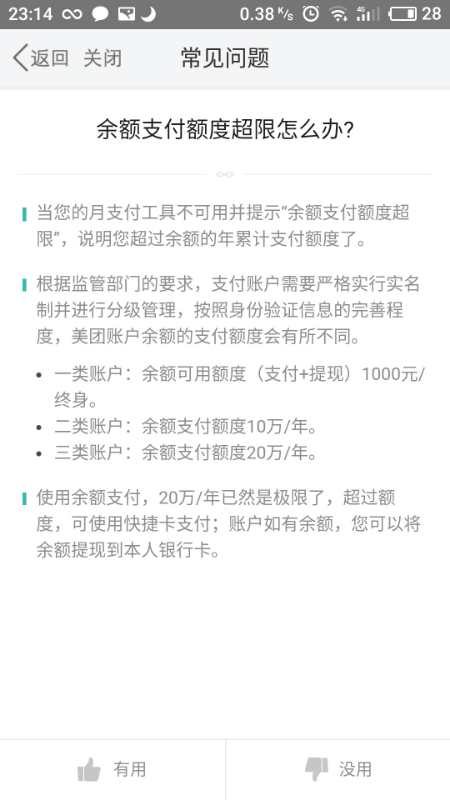 23:14 0.38 K/s 4G 28
返回 关闭 常见问题
余额支付额度超限怎么办?
当您的月支付工具不可用并提示“余额支付额度超
限”，说明您超过余额的年累计支付额度了。
根据监管部门的要求，支付账户需要严格实行实名
制并进行分级管理，按照身份验证信息的完善程
度，美团账户余额的支付额度会有所不同。
• 一类账户：余额可用额度（支付+提现）1000元/
终身。
• 二类账户：余额支付额度10万/年。
• 三类账户：余额支付额度20万/年。
使用余额支付，20万/年已然是极限了，超过额
度，可使用快捷卡支付；账户如有余额，您可以将
余额提现到本人银行卡。
有用 没用